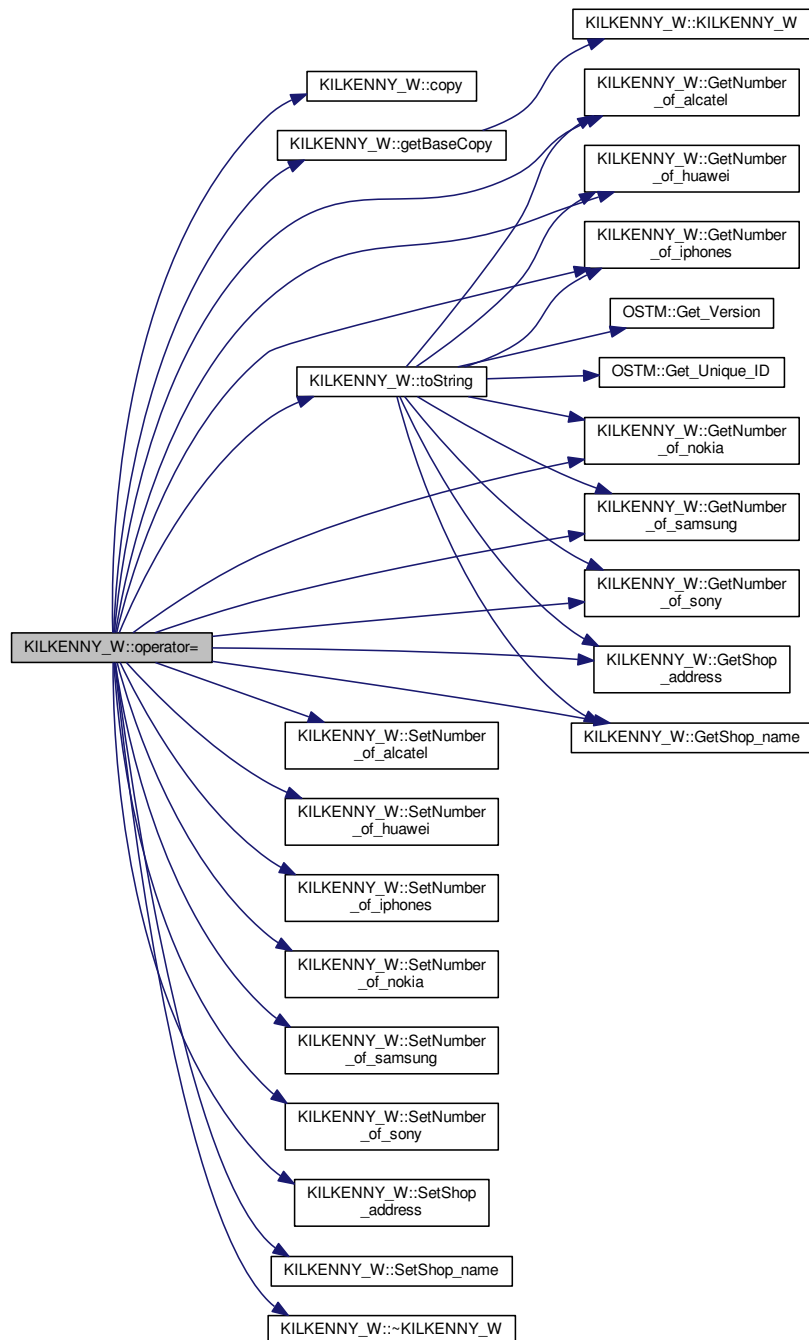 KILKENNY_W::KILKENNY_W
KILKENNY_W::copy
KILKENNY_W::GetNumber
_of_alcatel
KILKENNY_W::getBaseCopy
KILKENNY_W::GetNumber
_of_huawei
KILKENNY_W::GetNumber
_of_iphones
OSTM::Get_Version
KILKENNY_W::toString
OSTM::Get_Unique_ID
KILKENNY_W::GetNumber
_of_nokia
KILKENNY_W::GetNumber
_of_samsung
KILKENNY_W::GetNumber
_of_sony
KILKENNY_W::operator=
KILKENNY_W::GetShop
_address
KILKENNY_W::GetShop_name
KILKENNY_W::SetNumber
_of_alcatel
KILKENNY_W::SetNumber
_of_huawei
KILKENNY_W::SetNumber
_of_iphones
KILKENNY_W::SetNumber
_of_nokia
KILKENNY_W::SetNumber
_of_samsung
KILKENNY_W::SetNumber
_of_sony
KILKENNY_W::SetShop
_address
KILKENNY_W::SetShop_name
KILKENNY_W::~KILKENNY_W